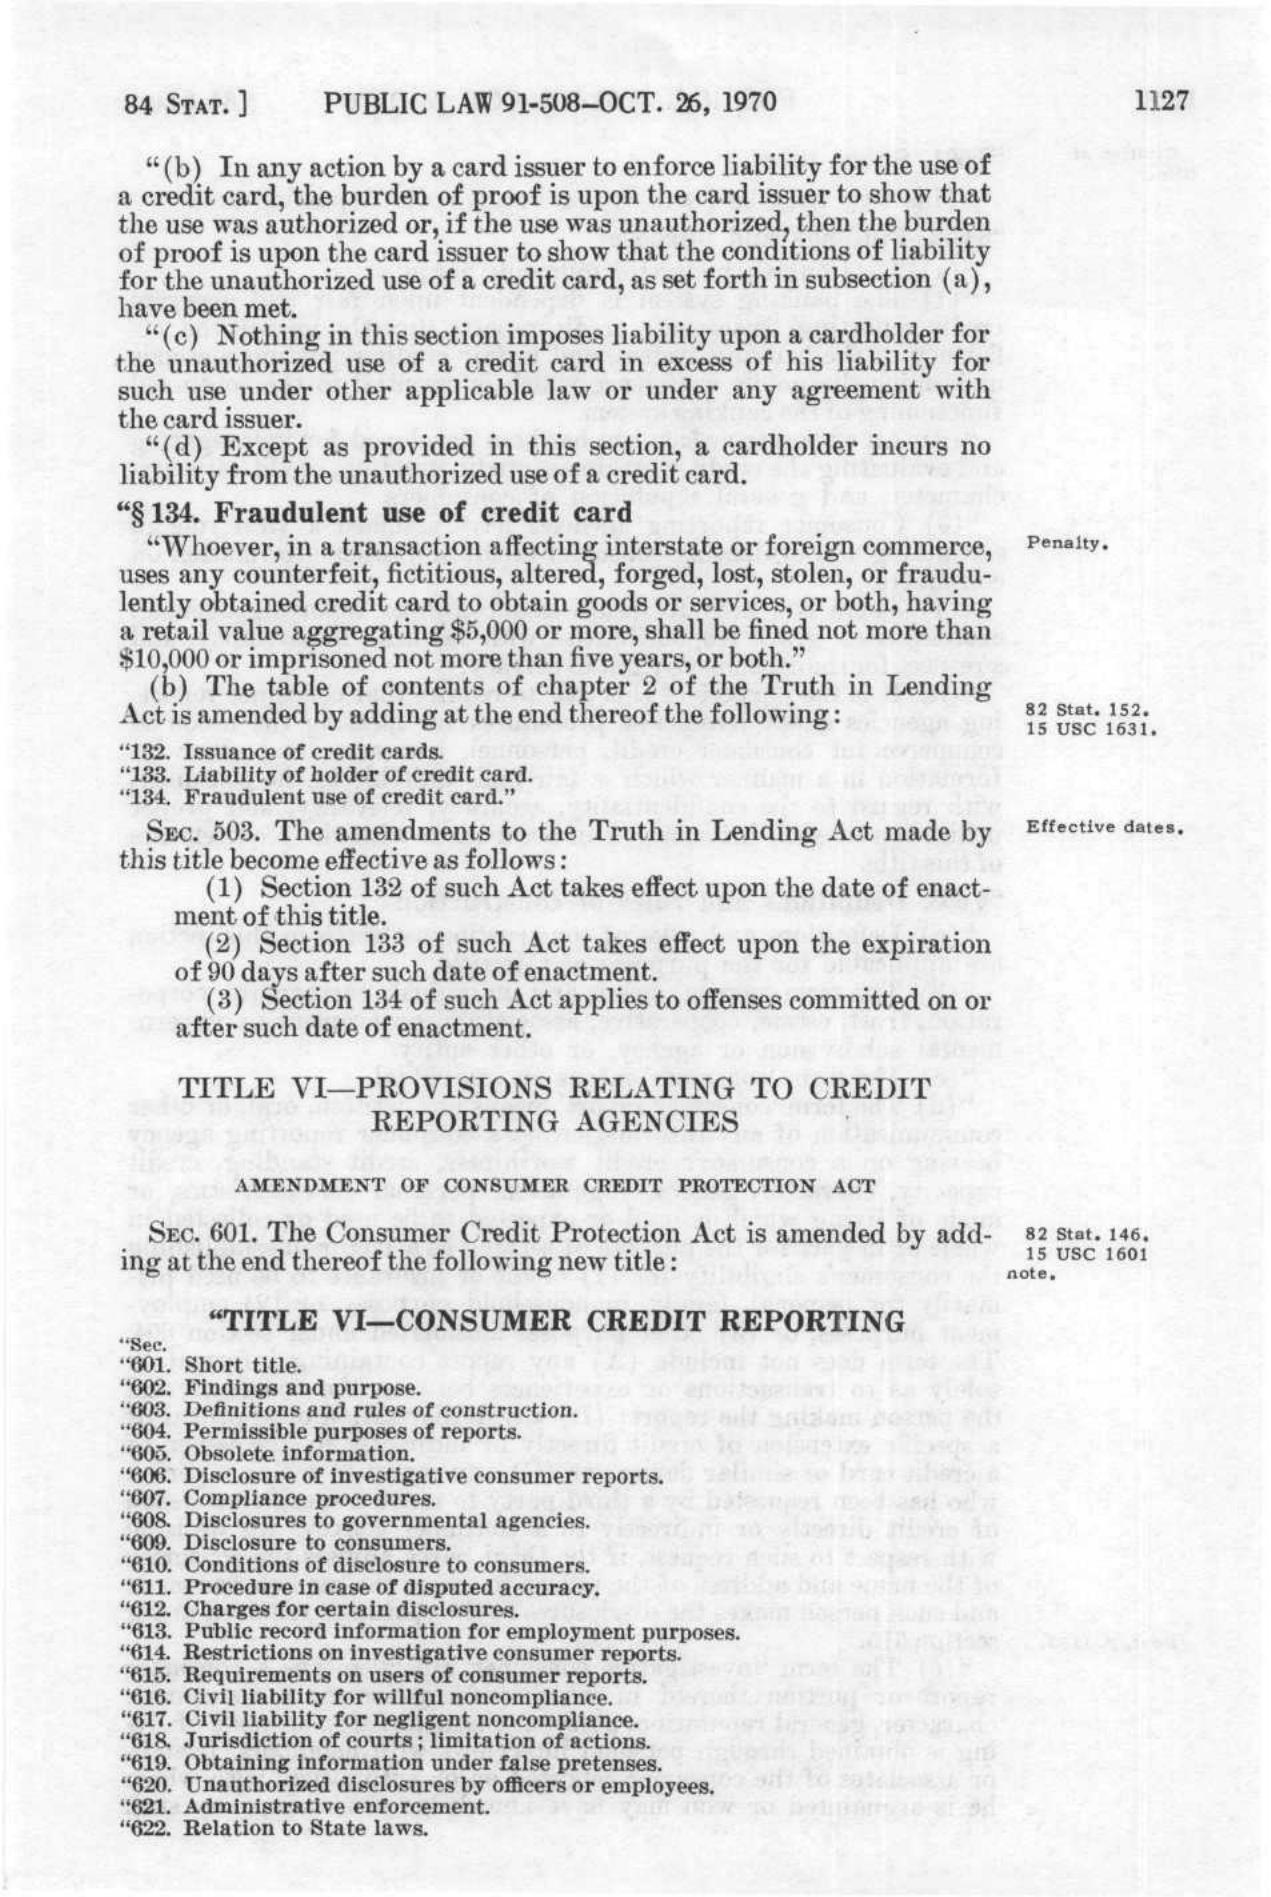 84 STAT. ] PUBLIC LAW 91-508-OCT. 26, 1970 1127
"(b) In any action by a card issuer to enforce liability for the use of
a credit card, the burden of proof is upon the card issuer to show that
the use was authorized or, if the use was unauthorized, then the burden
of proof is upon the card issuer to show that the conditions of liability
for the unauthorized use of a credit card, as set forth in subsection (a),
have been met.
"(c) Nothing in this section imposes liability upon a cardholder for
the unauthorized use of a credit card in excess of his liability for
such use under other applicable law or under any agreement with
the card issuer.
"(d) Except as provided in this section, a cardholder incurs no
liability from the unauthorized use of a credit card.
"§ 134. Fraudulent use of credit card
"Whoever, in a transaction affecting interstate or foreign commerce,
Penalty.
uses any counterfeit, fictitious, altered, forged, lost, stolen, or fraudu-
lently obtained credit card to obtain goods or services, or both, having
a retail value aggregating $5,000 or more, shall be fined not more than
$10,000 or imprisoned not more than five years, or both."
(b) The table of contents of chapter 2 of the Truth in Lending
Act is amended by adding at the end thereof the following:
82 Stat. 152.
15 USC 1631.
"132. Issuance of credit cards.
"133. Liability of holder of credit card.
"134. Fraudulent use of credit card."
SEC. 503. The amendments to the Truth in Lending Act made by
Effective dates.
this title become effective as follows:
(1) Section 132 of such Act takes effect upon the date of enact-
ment of this title.
(2) Section 133 of such Act takes effect upon the expiration
of 90 days after such date of enactment.
(3) Section 134 of such Act applies to offenses committed on or
after such date of enactment.
TITLE VI—PROVISIONS RELATING TO CREDIT
REPORTING AGENCIES
AMENDMENT OF CONSUMER CREDIT PROTECTION ACT
SEC. 601. The Consumer Credit Protection Act is amended by add-
ing at the end thereof the following new title:
82 Stat. 146.
15 USC 1601
note.
"TITLE VI—CONSUMER CREDIT REPORTING
"Sec.
"601. Short title.
"602. Findings and purpose.
"603. Definitions and rules of construction.
"604. Permissible purposes of reports.
"605. Obsolete information.
"606. Disclosure of investigative consumer reports.
"607. Compliance procedures.
"608. Disclosures to governmental agencies.
"609. Disclosure to consumers.
"610. Conditions of disclosure to consumers.
"611. Procedure in case of disputed accuracy.
"612. Charges for certain disclosures.
"613. Public record information for employment purposes.
"614. Restrictions on investigative consumer reports.
"615. Requirements on users of consumer reports.
"616. Civil liability for willful noncompliance.
"617. Civil liability for negligent noncompliance.
"618. Jurisdiction of courts; limitation of actions.
"619. Obtaining information under false pretenses.
"620. Unauthorized disclosures by officers or employees.
"621. Administrative enforcement.
"622. Relation to State laws.